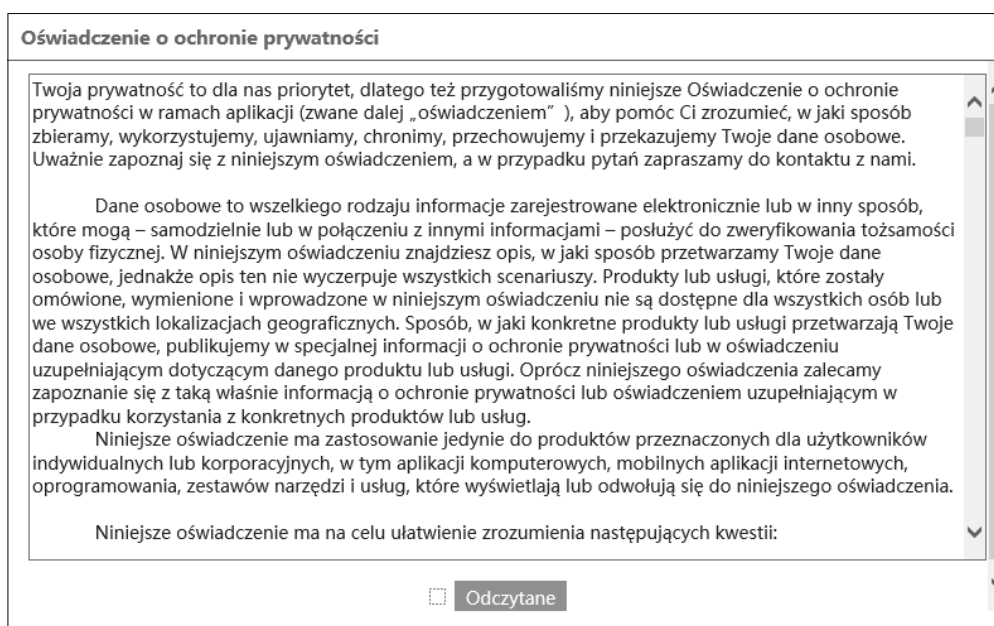 Oświadczenie o ochronie prywatności
Twoja prywatność to dla nas priorytet, dlatego też przygotowaliśmy niniejsze Oświadczenie o ochronie
prywatności w ramach aplikacji (zwane dalej „oświadczeniem” ), aby pomóc Ci zrozumieć, w jaki sposób
zbieramy, wykorzystujemy, ujawniamy, chronimy, przechowujemy i przekazujemy Twoje dane osobowe.
Uważnie zapoznaj się z niniejszym oświadczeniem, a w przypadku pytań zapraszamy do kontaktu z nami.
Dane osobowe to wszelkiego rodzaju informacje zarejestrowane elektronicznie lub w inny sposób,
które mogą – samodzielnie lub w połączeniu z innymi informacjami – posłużyć do zweryfikowania tożsamości
osoby fizycznej. W niniejszym oświadczeniu znajdziesz opis, w jaki sposób przetwarzamy Twoje dane
osobowe, jednakże opis ten nie wyczerpuje wszystkich scenariuszy. Produkty lub usługi, które zostały
omówione, wymienione i wprowadzone w niniejszym oświadczeniu nie są dostępne dla wszystkich osób lub
we wszystkich lokalizacjach geograficznych. Sposób, w jaki konkretne produkty lub usługi przetwarzają Twoje
dane osobowe, publikujemy w specjalnej informacji o ochronie prywatności lub w oświadczeniu
uzupełniającym dotyczącym danego produktu lub usługi. Oprócz niniejszego oświadczenia zalecamy
zapoznanie się z taką właśnie informacją o ochronie prywatności lub oświadczeniem uzupełniającym w
przypadku korzystania z konkretnych produktów lub usług.
Niniejsze oświadczenie ma zastosowanie jedynie do produktów przeznaczonych dla użytkowników
indywidualnych lub korporacyjnych, w tym aplikacji komputerowych, mobilnych aplikacji internetowych,
oprogramowania, zestawów narzędzi i usług, które wyświetlają lub odwołują się do niniejszego oświadczenia.
Niniejsze oświadczenie ma na celu ułatwienie zrozumienia następujących kwestii:
Odczytane